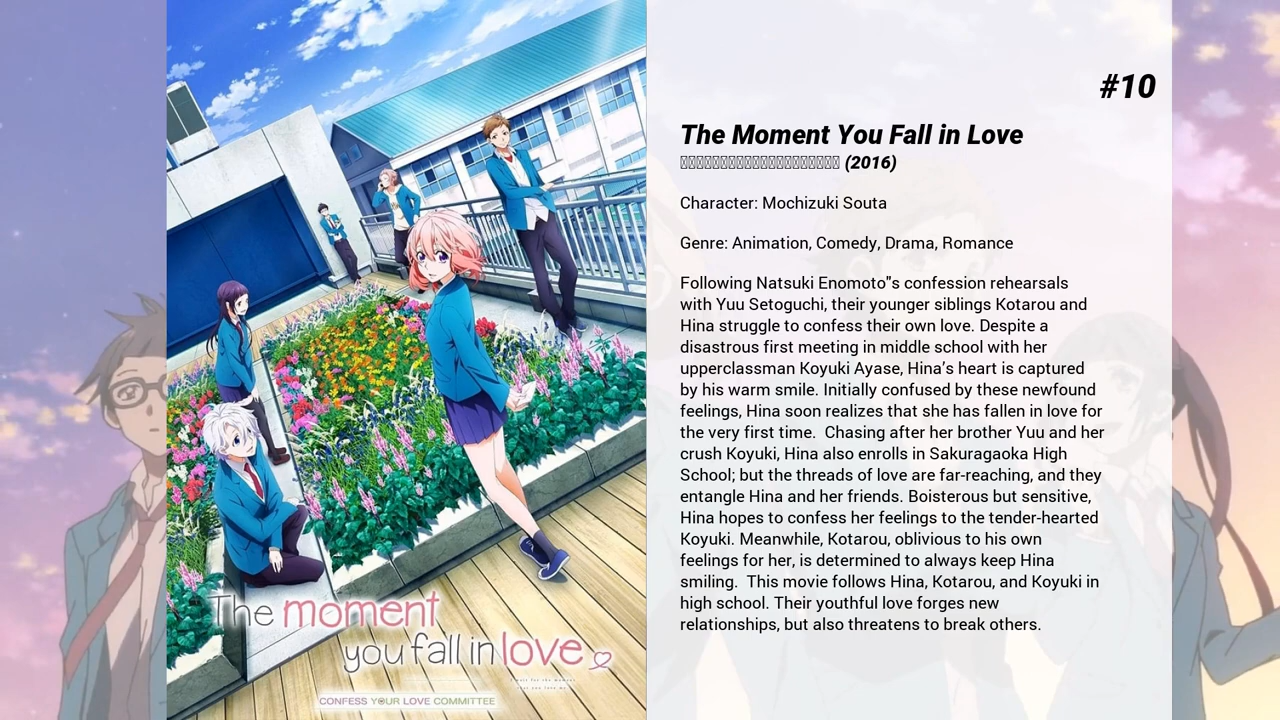 The moment
you fall in love
CONFESS YOUR LOVE COMMITTEE
#10
The Moment You Fall in Love
(2016)
Character: Mochizuki Souta
Genre: Animation, Comedy, Drama, Romance
Following Natsuki Enomoto"s confession rehearsals
with Yuu Setoguchi, their younger siblings Kotarou and
Hina struggle to confess their own love. Despite a
disastrous first meeting in middle school with her
upperclassman Koyuki Ayase, Hina’s heart is captured
by his warm smile. Initially confused by these newfound
feelings, Hina soon realizes that she has fallen in love for
the very first time.  Chasing after her brother Yuu and her
crush Koyuki, Hina also enrolls in Sakuragaoka High
School; but the threads of love are far-reaching, and they
entangle Hina and her friends. Boisterous but sensitive,
Hina hopes to confess her feelings to the tender-hearted
Koyuki. Meanwhile, Kotarou, oblivious to his own
feelings for her, is determined to always keep Hina
smiling.  This movie follows Hina, Kotarou, and Koyuki in
high school. Their youthful love forges new
relationships, but also threatens to break others.